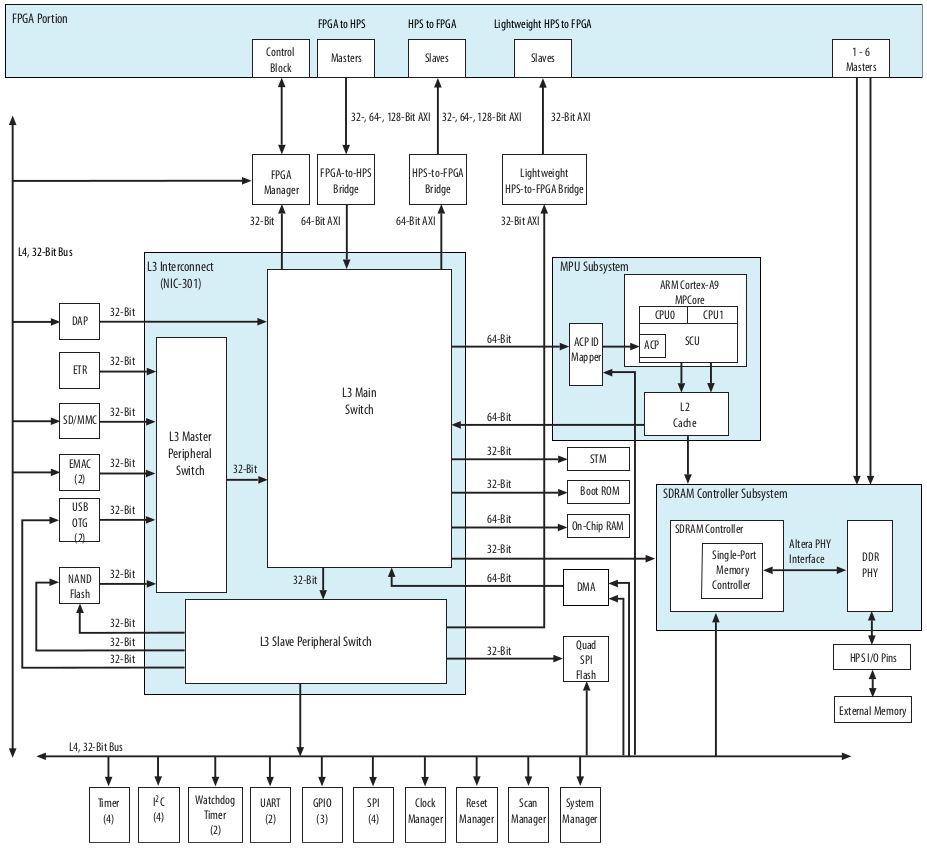 FPGA Portion
FPGA to HPS
HPS to FPGA
Lightweight HPS to FPGA
Control
Block
Masters
Slaves
Slaves
1 - 6
Masters
32-, 64-, 128-Bit AXI
32-, 64-, 128-Bit AXI
32-Bit AXI
FPGA
Manager
FPGA-to-HPS
Bridge
HPS-to-FPGA
Bridge
Lightweight
HPS-to-FPGA Bridge
32-Bit
64-Bit AXI
64-Bit AXI
32-Bit AXI
L4, 32-Bit Bus
L3 Interconnect
(NIC-301)
MPU Subsystem
ARM Cortex-A9
MPCore
CPU0
CPU1
ACP
SCU
ACP ID
Mapper
L2
Cache
DAP
32-Bit
ETR
32-Bit
SD/MMC
32-Bit
EMAC
(2)
32-Bit
USB
OTG
(2)
32-Bit
NAND
Flash
32-Bit
L3 Master
Peripheral
Switch
32-Bit
L3 Main
Switch
64-Bit
64-Bit
32-Bit
STM
32-Bit
Boot ROM
64-Bit
On-Chip RAM
32-Bit
64-Bit
DMA
SDRAM Controller Subsystem
SDRAM Controller
Single-Port
Memory
Controller
Altera PHY
Interface
DDR
PHY
32-Bit
L3 Slave Peripheral Switch
32-Bit
32-Bit
32-Bit
32-Bit
Quad
SPI
Flash
HPS I/O Pins
External Memory
L4, 32-Bit Bus
Timer
(4)
I²C
(4)
Watchdog
Timer
(2)
UART
(2)
GPIO
(3)
SPI
(4)
Clock
Manager
Reset
Manager
Scan
Manager
System
Manager